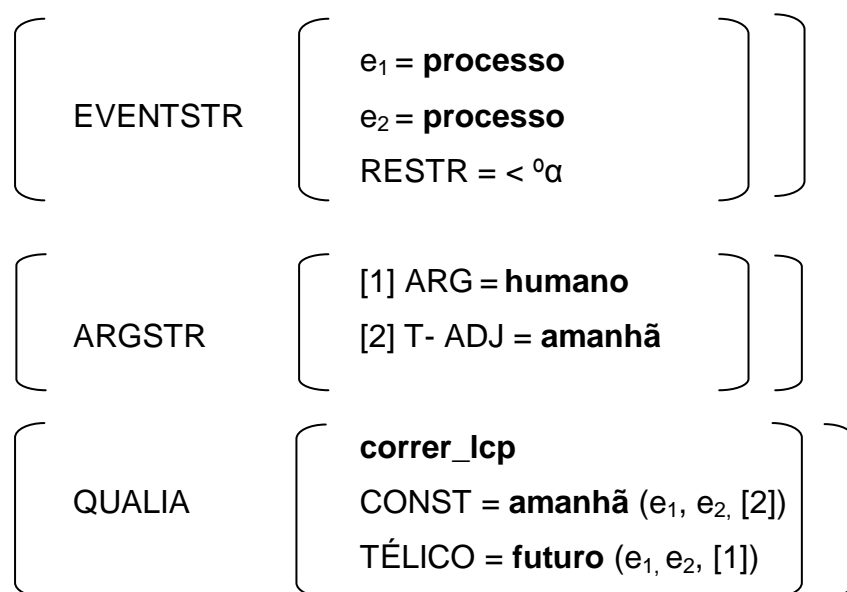 e₁ = processo
EVENTSTR e₂ = processo
RESTR = < ⁰α
[1] ARG = humano
ARGSTR [2] T- ADJ = amanhã
correr_lcp
QUALIA CONST = amanhã (e₁, e₂, [2])
TÉLICO = futuro (e₁, e₂, [1])